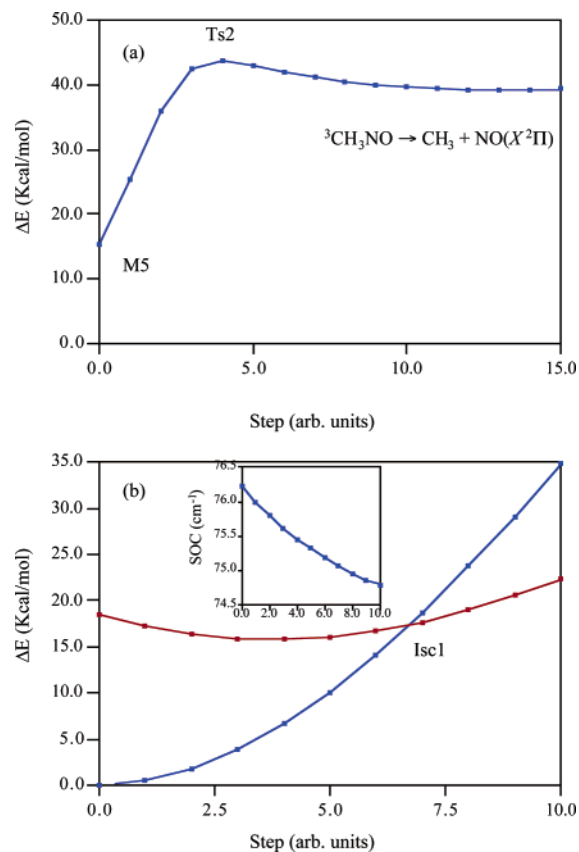 50.0
40.0
30.0
20.0
10.0
0.0
ΔE (Kcal/mol)
(a)
Ts2
³CH₃NO → CH₃ + NO(X²Π)
M5
0.0 5.0 10.0 15.0
Step (arb. units)
35.0
30.0
25.0
20.0
15.0
10.0
5.0
0.0
ΔE (Kcal/mol)
(b)
76.5
76.0
75.5
75.0
74.5
SOC (cm⁻¹)
0.0 2.0 4.0 6.0 8.0 10.0
Isc1
0.0 2.5 5.0 7.5 10.0
Step (arb. units)